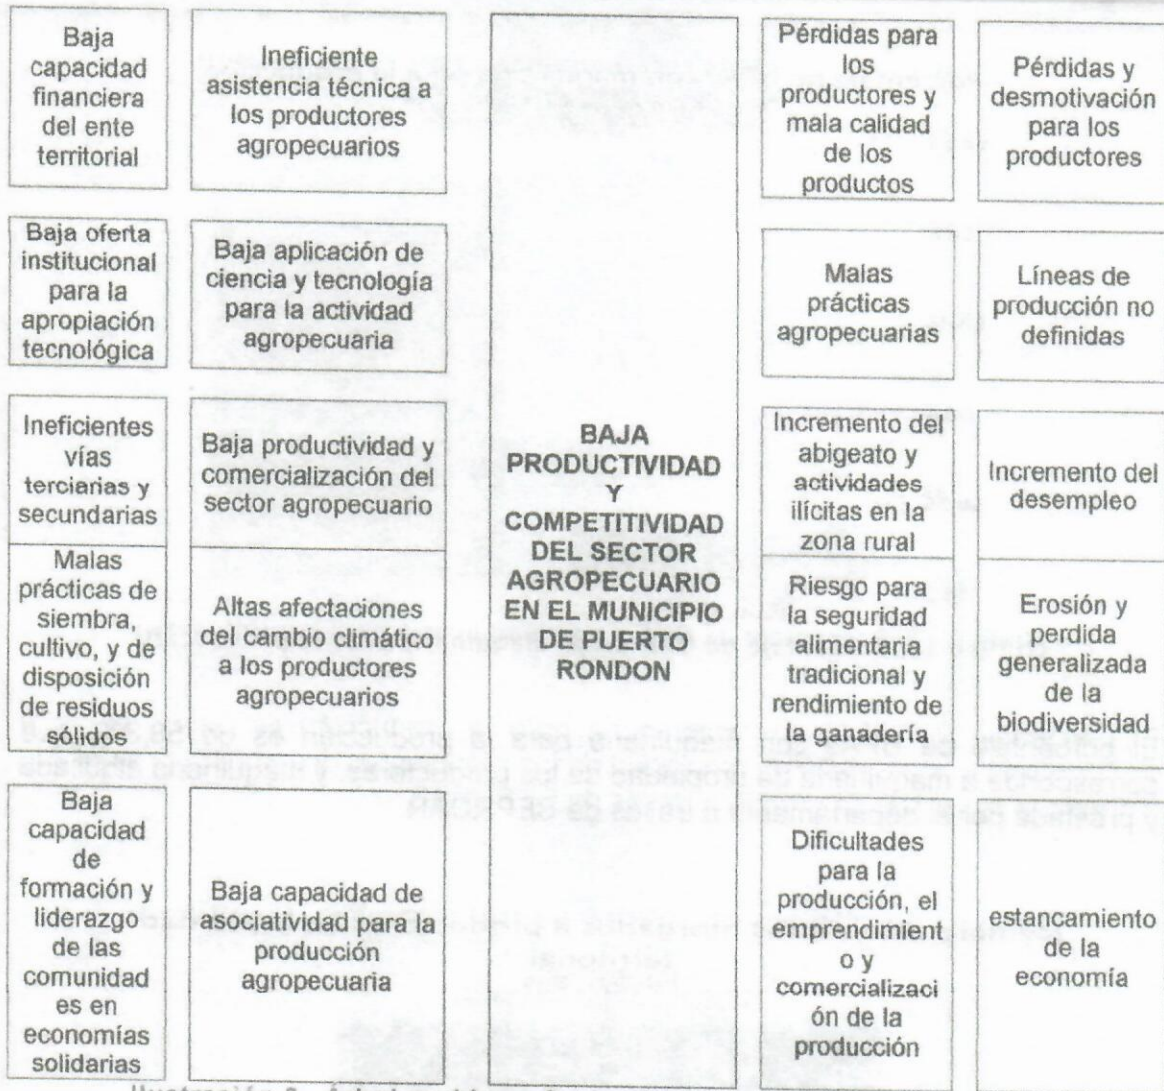 Baja
capacidad
financiera
del ente
territorial
Ineficiente
asistencia técnica a
los productores
agropecuarios
Pérdidas para
los
productores y
mala calidad
de los
productos
Pérdidas y
desmotivación
para los
productores
Baja oferta
institucional
para la
apropiación
tecnológica
Baja aplicación de
ciencia y tecnología
para la actividad
agropecuaria
Malas
prácticas
agropecuarias
Líneas de
producción no
definidas
Ineficientes
vías
terciarias y
secundarias
Baja productividad y
comercialización del
sector agropecuario
BAJA
PRODUCTIVIDAD
Y
COMPETITIVIDAD
DEL SECTOR
AGROPECUARIO
EN EL MUNICIPIO
DE PUERTO
RONDON
Incremento del
abigeato y
actividades
ilícitas en la
zona rural
Incremento del
desempleo
Malas
prácticas de
siembra,
cultivo, y de
disposición
de residuos
sólidos
Altas afectaciones
del cambio climático
a los productores
agropecuarios
Riesgo para
la seguridad
alimentaria
tradicional y
rendimiento de
la ganadería
Erosión y
perdida
generalizada
de la
biodiversidad
Baja
capacidad
de
formación y
liderazgo
de las
comunidad
es en
economías
solidarias
Baja capacidad de
asociatividad para la
producción
agropecuaria
Dificultades
para la
producción, el
emprendimient
o y
comercializaci
ón de la
producción
estancamiento
de la
economía